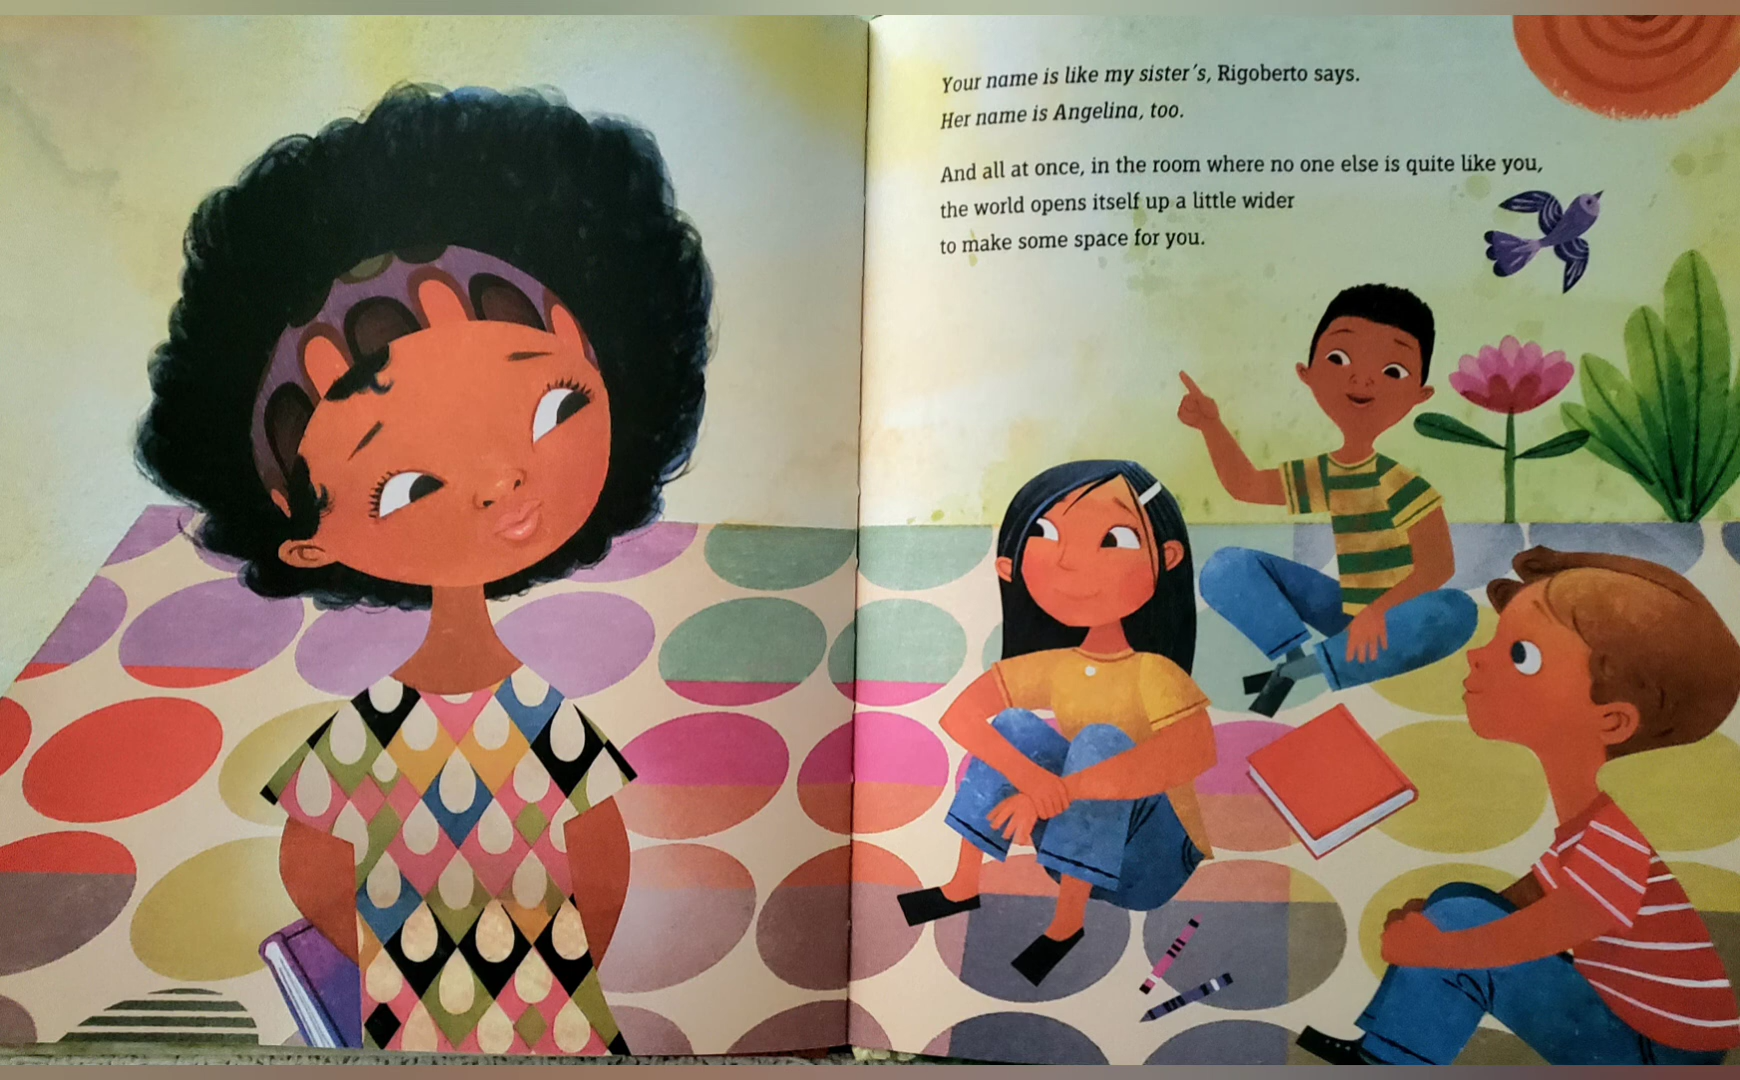 Your name is like my sister's, Rigoberto says.
Her name is Angelina, too.
And all at once, in the room where no one else is quite like you,
the world opens itself up a little wider
to make some space for you.